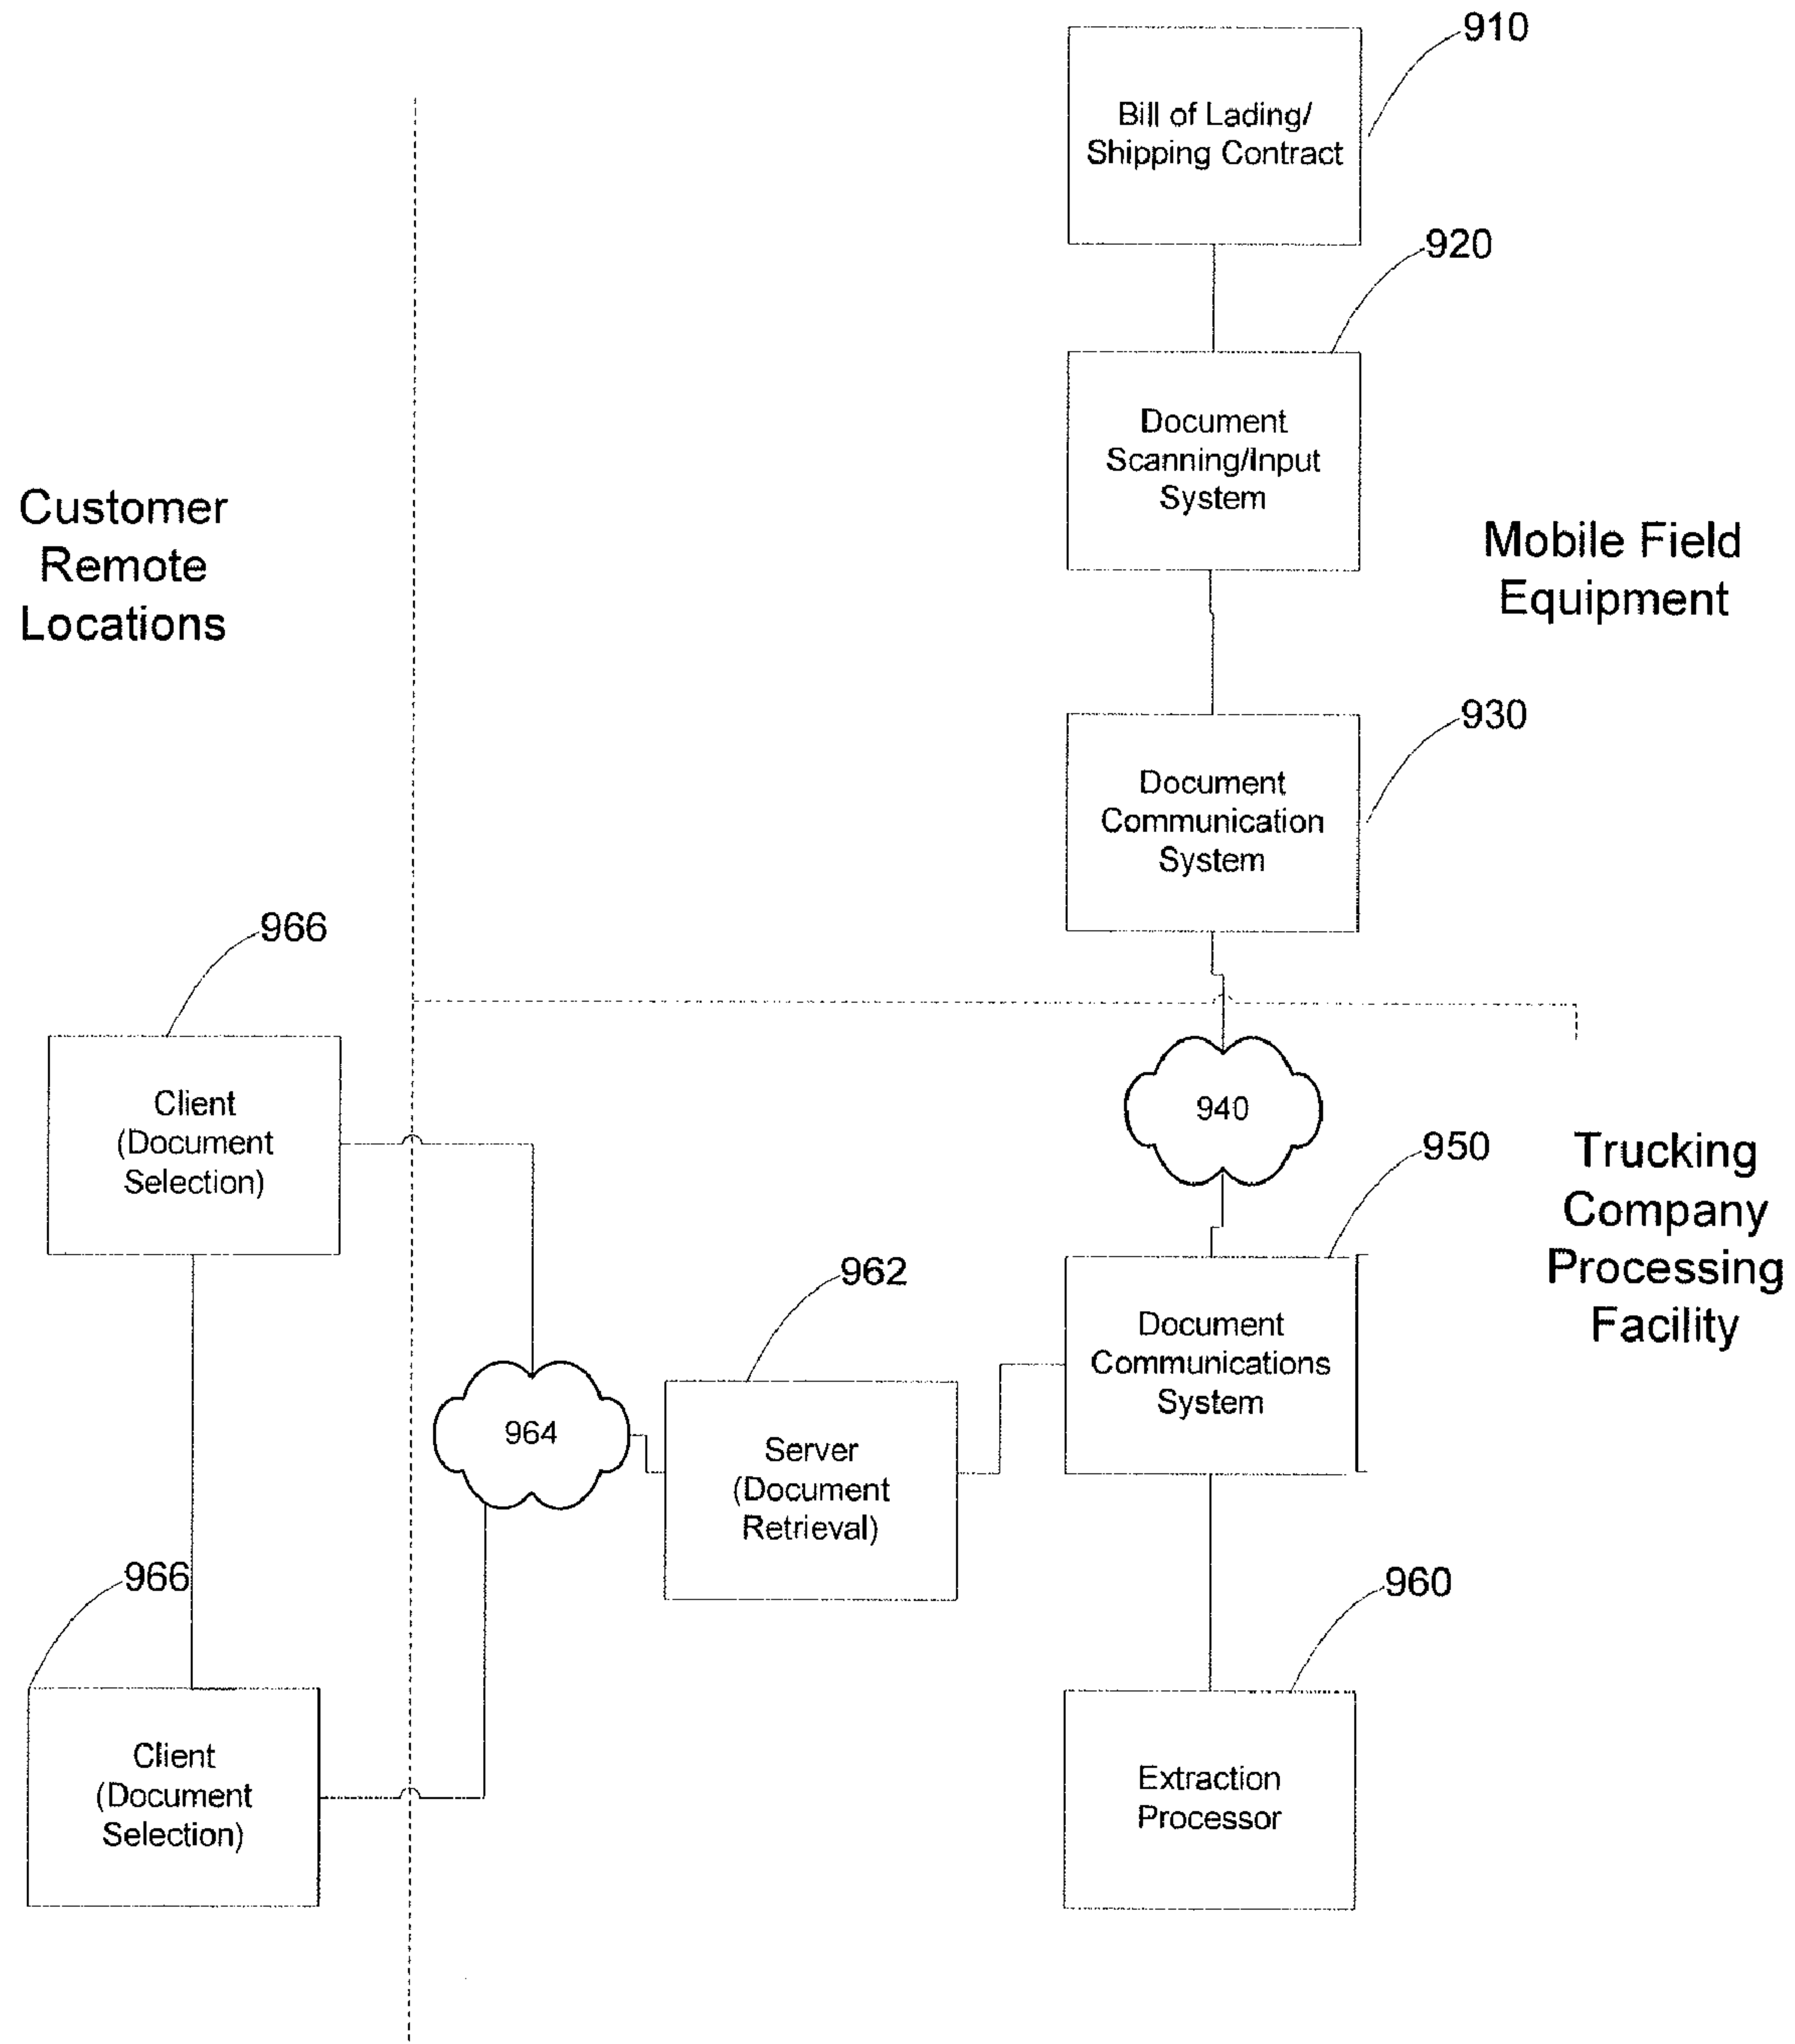 910
Bill of Lading/
Shipping Contract
920
Document
Scanning/Input
System
Customer
Remote
Locations
Mobile Field
Equipment
930
Document
Communication
System
966
Client
(Document
Selection)
940
950
Trucking
Company
Processing
Facility
Document
Communications
System
962
964
Server
(Document
Retrieval)
966
Client
(Document
Selection)
960
Extraction
Processor